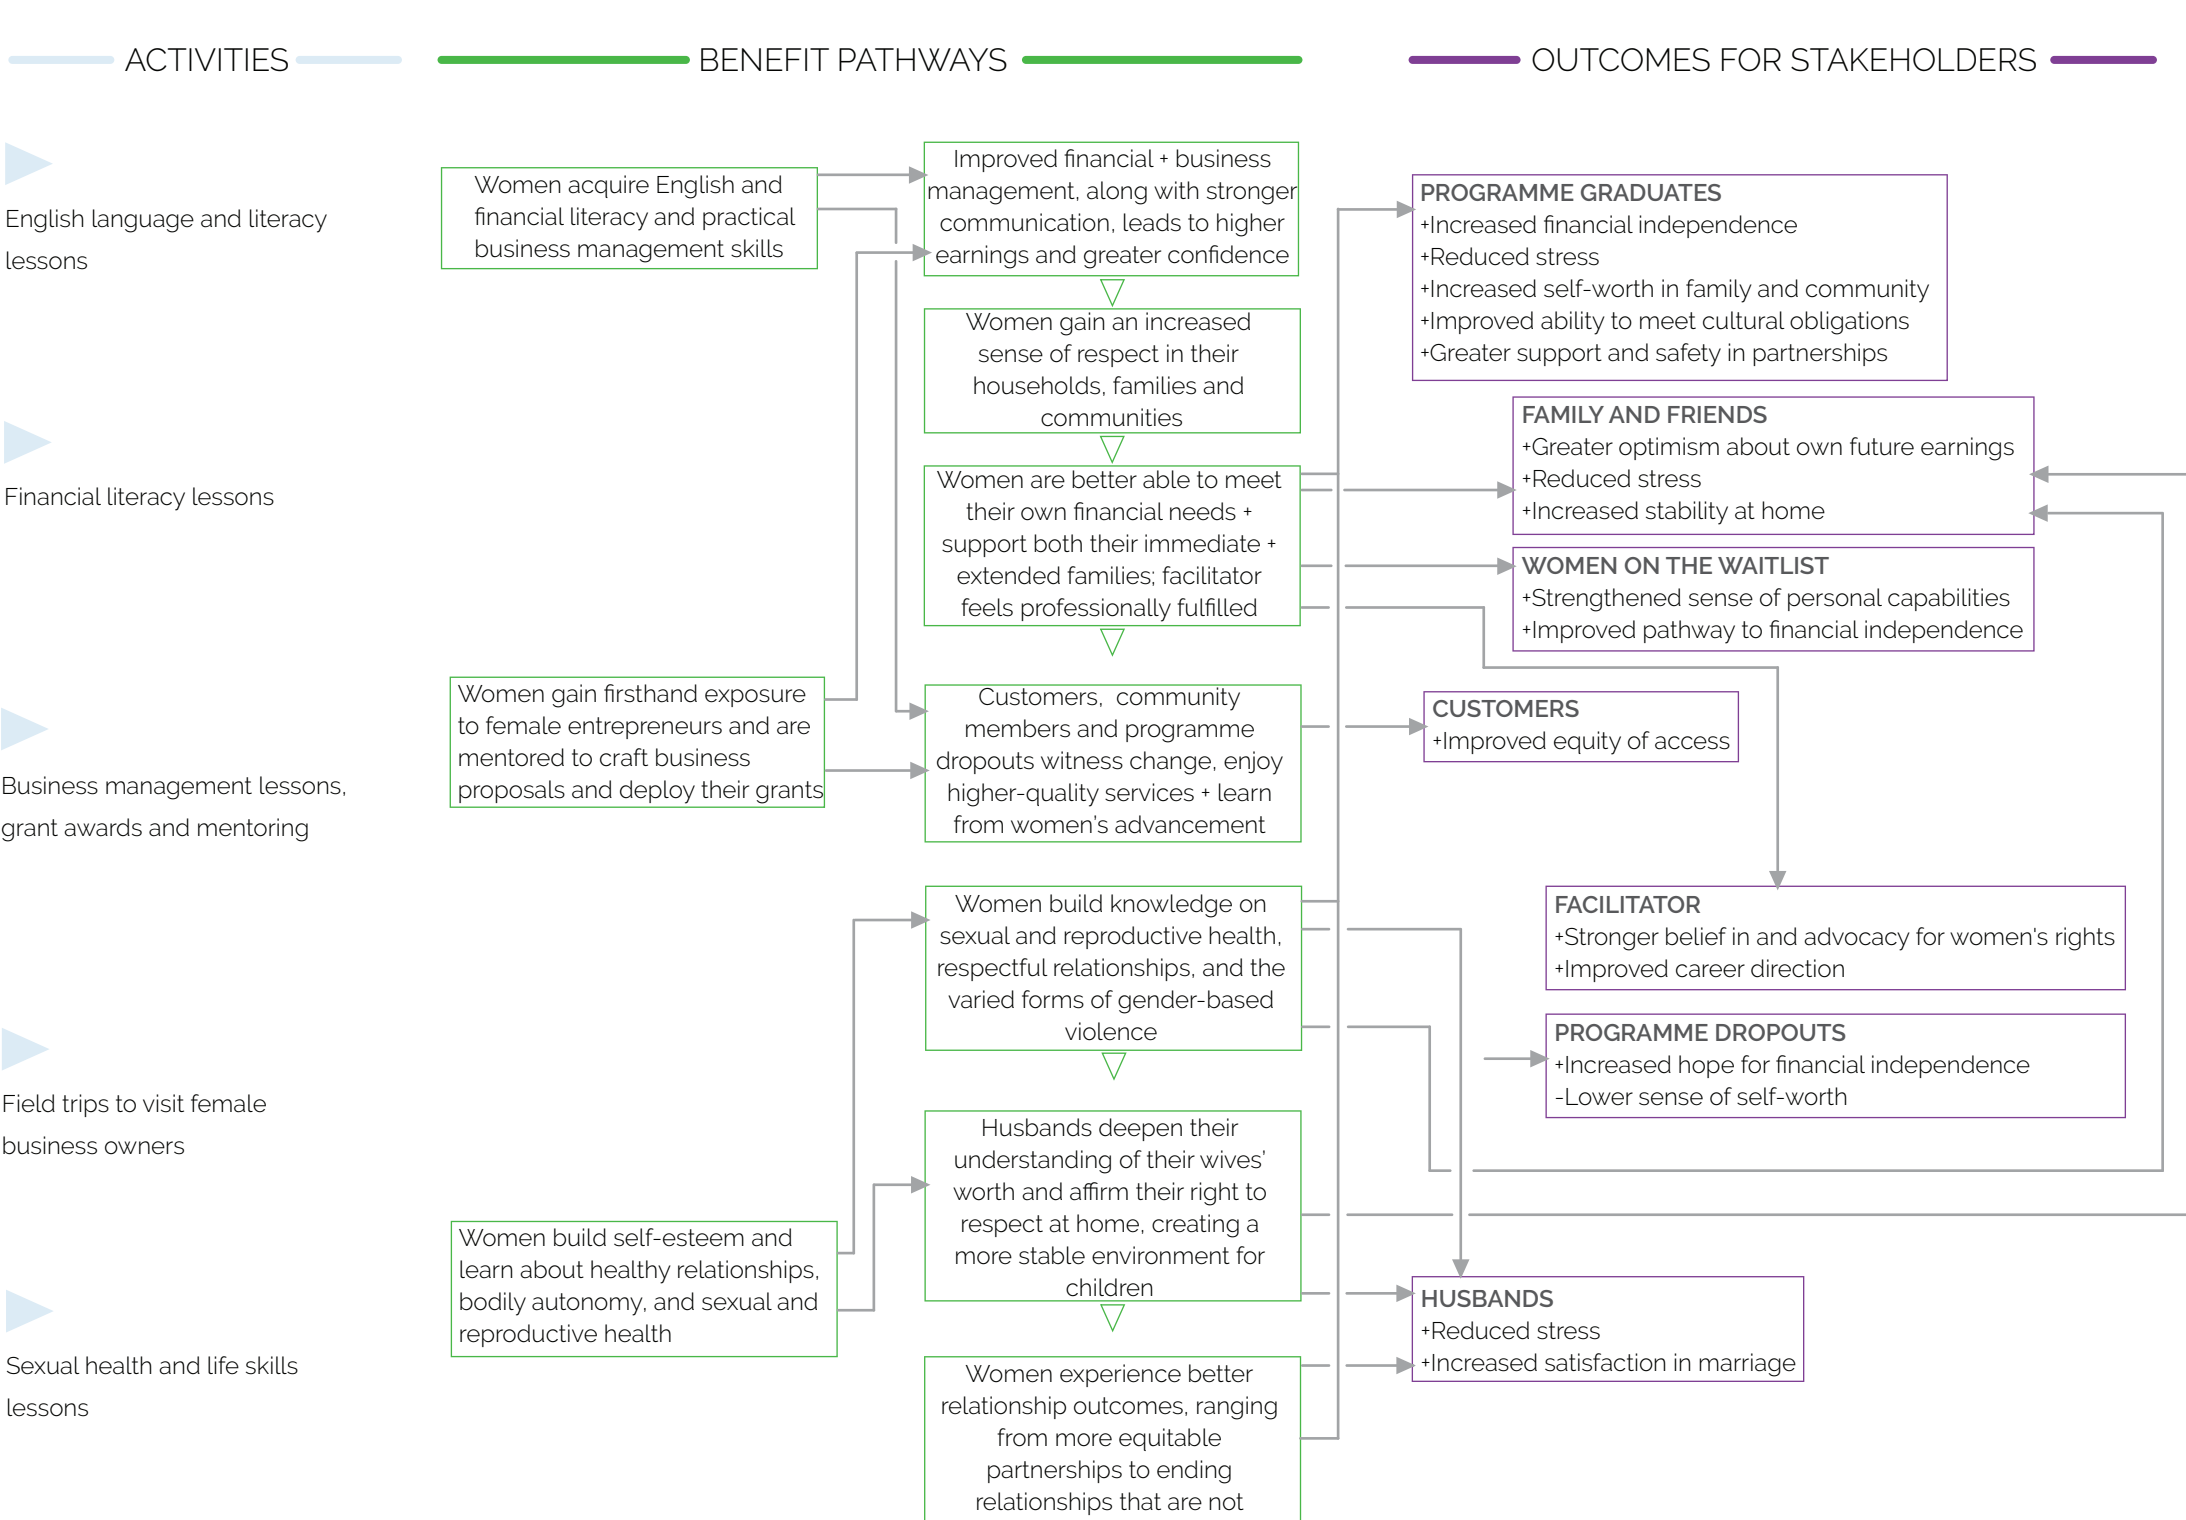 ACTIVITIES
BENEFIT PATHWAYS
OUTCOMES FOR STAKEHOLDERS
English language and literacy
lessons
Financial literacy lessons
Business management lessons,
grant awards and mentoring
Field trips to visit female
business owners
Sexual health and life skills
lessons
Women acquire English and
financial literacy and practical
business management skills
Women gain firsthand exposure
to female entrepreneurs and are
mentored to craft business
proposals and deploy their grants
Women build self-esteem and
learn about healthy relationships,
bodily autonomy, and sexual and
reproductive health
Improved financial + business
management, along with stronger
communication, leads to higher
earnings and greater confidence
Women gain an increased
sense of respect in their
households, families and
communities
Women are better able to meet
their own financial needs +
support both their immediate +
extended families; facilitator
feels professionally fulfilled
Customers, community
members and programme
dropouts witness change, enjoy
higher-quality services + learn
from women's advancement
Women build knowledge on
sexual and reproductive health,
respectful relationships, and the
varied forms of gender-based
violence
Husbands deepen their
understanding of their wives'
worth and affirm their right to
respect at home, creating a
more stable environment for
children
Women experience better
relationship outcomes, ranging
from more equitable
partnerships to ending
relationships that are not
PROGRAMME GRADUATES
+Increased financial independence
+Reduced stress
+Increased self-worth in family and community
+Improved ability to meet cultural obligations
+Greater support and safety in partnerships
FAMILY AND FRIENDS
+Greater optimism about own future earnings
+Reduced stress
+Increased stability at home
WOMEN ON THE WAITLIST
+Strengthened sense of personal capabilities
+Improved pathway to financial independence
CUSTOMERS
+Improved equity of access
FACILITATOR
+Stronger belief in and advocacy for women's rights
+Improved career direction
PROGRAMME DROPOUTS
+Increased hope for financial independence
-Lower sense of self-worth
HUSBANDS
+Reduced stress
+Increased satisfaction in marriage